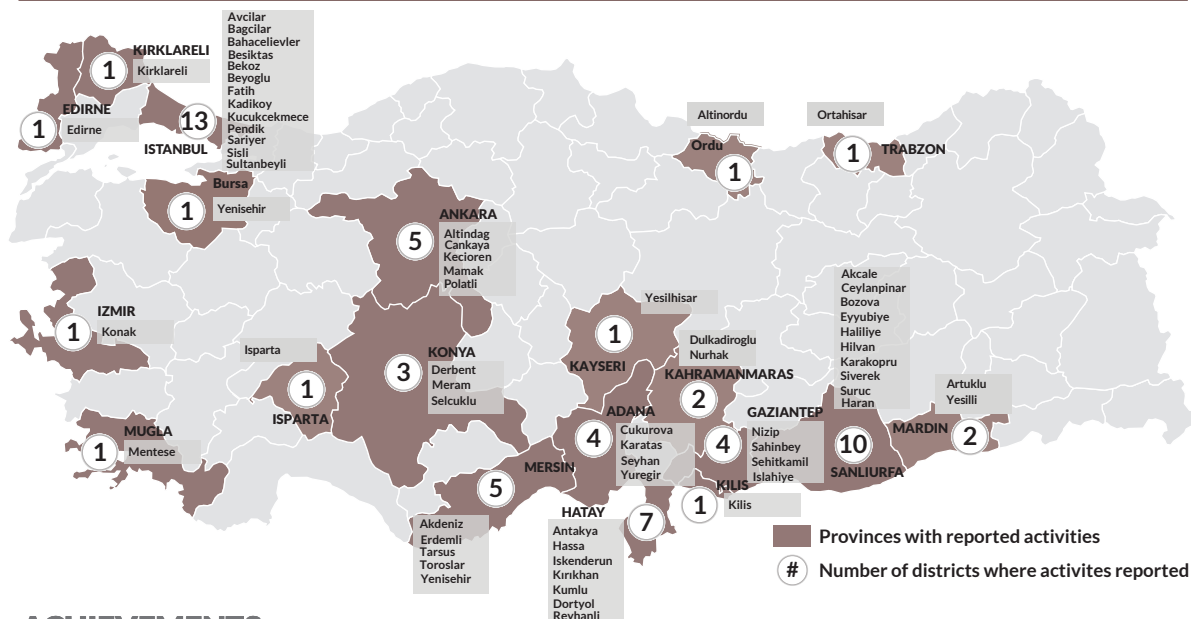 Avcilar
Bagcilar
Bahacelievler
Besiktas
Bekoz
Beyoglu
Fatih
Kadikoy
Kucukcekmece
Pendik
Sariyer
Sisli
Sultanbeyli
KIRKLARELI
1
Kirklareli
EDIRNE
1
Edirne
13
ISTANBUL
Bursa
1
Yenisehir
Altinordu
Ordu
1
Ortahisar
1
TRABZON
ANKARA
5
Altindag
Cankaya
Kecioren
Mamak
Polatli
IZMIR
1
Konak
Isparta
1
ISPARTA
KONYA
3
Derbent
Meram
Selcuklu
Yesilhisar
1
KAYSERI
Dulkadiroglu
Nurhak
KAHRAMANMARAS
2
Akcale
Ceylanpinar
Bozova
Eyyubiye
Haliliye
Hilvan
Karakopru
Siverek
Suruc
Haran
10
SANLIURFA
Artuklu
Yesilli
MARDIN
2
MUGLA
1
Mentese
ADANA
4
Cukurova
Karatas
Seyhan
Yuregir
GAZIANTEP
4
Nizip
Sahinbey
Sehitkamil
Islahiye
MERSIN
5
Akdeniz
Erdemli
Tarsus
Toroslar
Yenisehir
KILIS
1
Kilis
HATAY
7
Antakya
Hassa
Iskenderun
Kırıkhan
Kumlu
Dortyol
Reyhanli
Provinces with reported activities
# Number of districts where activites reported
ACHIEVEMENTS